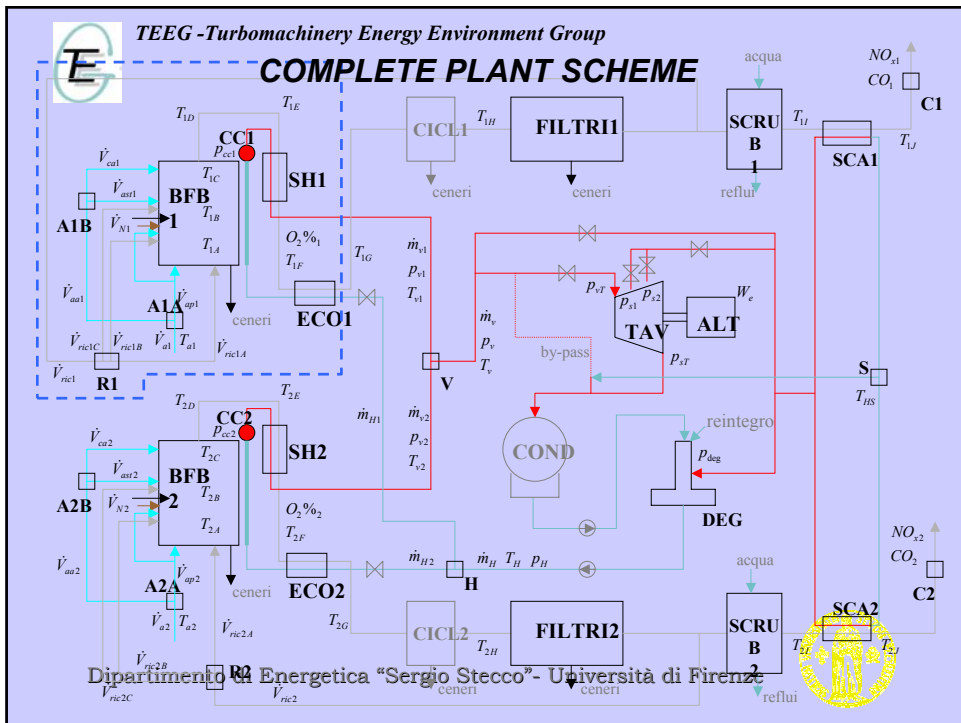 TEEG -Turbomachinery Energy Environment Group
TE
COMPLETE PLANT SCHEME
acqua
NOx1
CO1
C1
T1D
T1E
CC1
pcc1
SH1
CICL1
T1H
FILTRI1
SCRU
B
1
T1I
SCA1
T1J
ceneri
ceneri
reflui
V̇ca1
V̇ast1
A1B
V̇N1
BFB
1
T1C
T1B
T1A
O2%1
T1F
T1G
ECO1
V̇aa1
V̇ap1
A1A
V̇a1
Ta1
ceneri
V̇ric1C
V̇ric1B
V̇ric1A
V̇ric1
R1
ṁv1
pv1
Tv1
ṁv
pv
Tv
V
by-pass
pvT
ps1
ps2
TAV
We
ALT
psT
S
THS
T2D
T2E
CC2
pcc2
SH2
ṁH1
ṁv2
pv2
Tv2
COND
reintegro
pdeg
DEG
V̇ca2
V̇ast2
A2B
V̇N2
BFB
2
T2C
T2B
T2A
O2%2
T2F
ECO2
ṁH2
H
ṁH TH pH
V̇aa2
V̇ap2
A2A
V̇a2
Ta2
ceneri
V̇ric2A
T2G
CICL2
T2H
FILTRI2
acqua
SCRU
B
2
NOx2
CO2
C2
SCA2
T2I
T2J
V̇ric2B
V̇ric2C
R2
V̇ric2
ceneri
ceneri
reflui
Dipartimento di Energetica “Sergio Stecco”- Università di Firenze